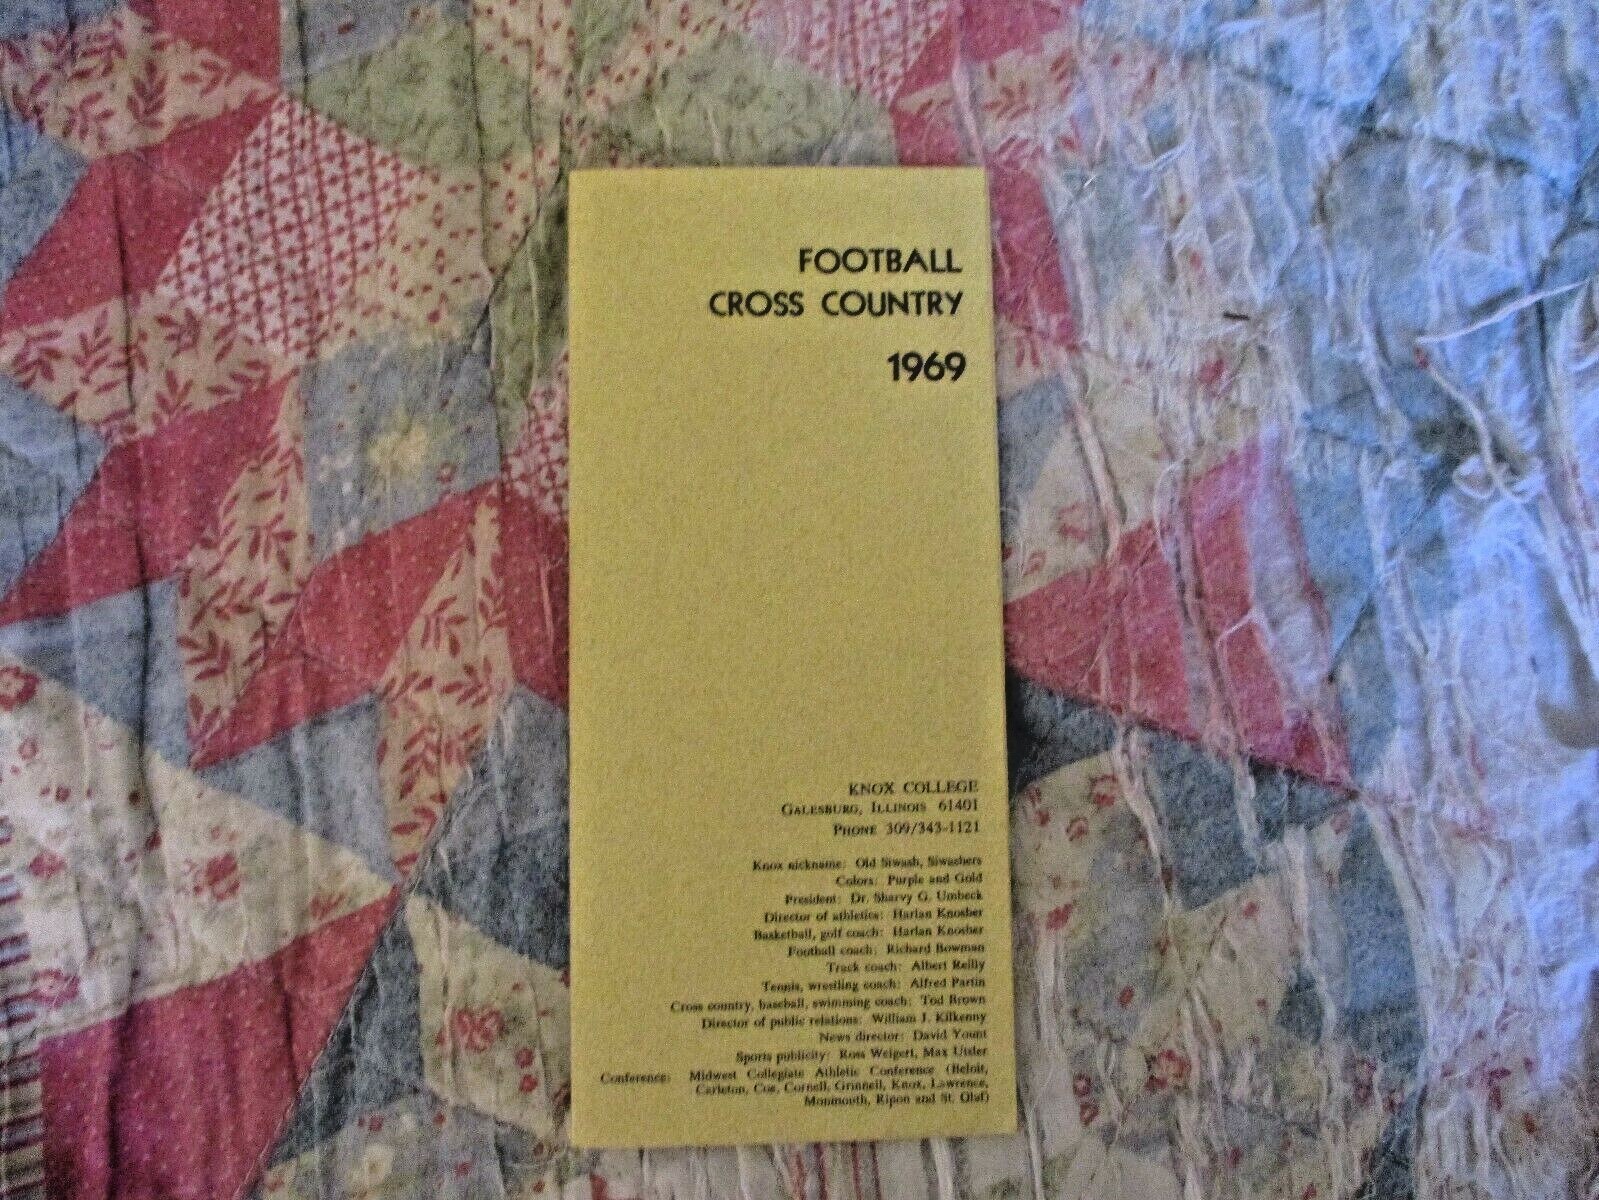 FOOTBALL
CROSS COUNTRY
1969
KNOX COLLEGE
GALESBURG, ILLINOIS 61401
PHONE 309/343-1121
Knox nickname: Old Siwash, Siwashers
Colors: Purple and Gold
President: Dr. Sharvy G. Umbeck
Director of athletics: Harlan Knosher
Basketball, golf coach: Harlan Knosher
Football coach: Richard Bowman
Track coach: Albert Reilly
Tennis, wrestling coach: Alfred Partin
Cross country, baseball, swimming coach: Tod Brown
Director of public relations: William J. Kilkenny
News director: David Yount
Sports publicity: Ross Weigert, Max Utsler
Conference: Midwest Collegiate Athletic Conference (Beloit,
Carleton, Coe, Cornell, Grinnell, Knox, Lawrence,
Monmouth, Ripon and St. Olaf)